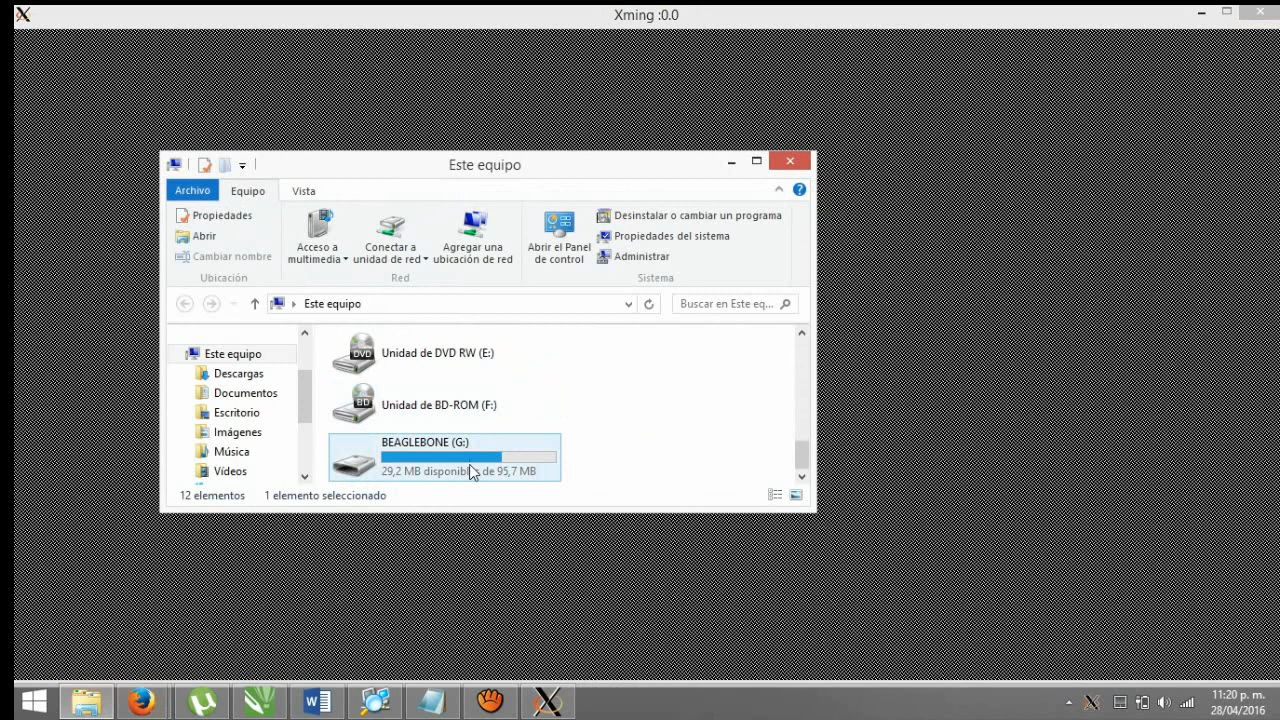 Xming :0.0
Este equipo
Archivo Equipo Vista
Propiedades
Abrir
Cambiar nombre
Ubicación
Acceso a
multimedia
Conectar a
unidad de red
Agregar una
ubicación de red
Red
Abrir el Panel
de control
Desinstalar o cambiar un programa
Propiedades del sistema
Administrar
Sistema
Este equipo
Buscar en Este eq...
Este equipo
Descargas
Documentos
Escritorio
Imágenes
Música
Vídeos
DVD
Unidad de DVD RW (E:)
BD
Unidad de BD-ROM (F:)
BEAGLEBONE (G:)
29,2 MB disponibles de 95,7 MB
12 elementos 1 elemento seleccionado
11:20 p. m.
28/04/2016